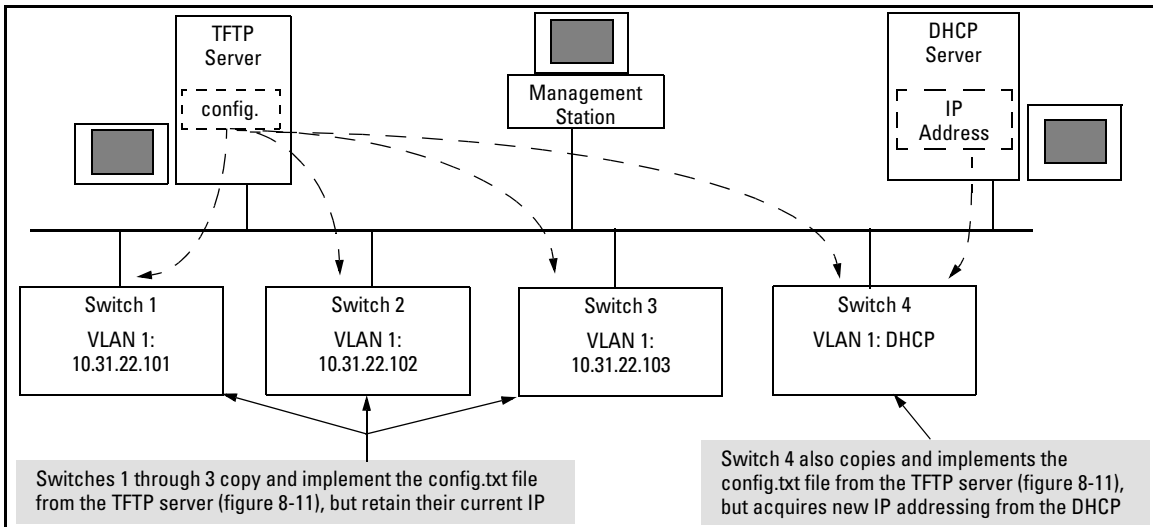 TFTP
Server
config.
Management
Station
DHCP
Server
IP
Address
Switch 1
VLAN 1:
10.31.22.101
Switch 2
VLAN 1:
10.31.22.102
Switch 3
VLAN 1:
10.31.22.103
Switch 4
VLAN 1: DHCP
Switches 1 through 3 copy and implement the config.txt file
from the TFTP server (figure 8-11), but retain their current IP
Switch 4 also copies and implements the
config.txt file from the TFTP server (figure 8-11),
but acquires new IP addressing from the DHCP